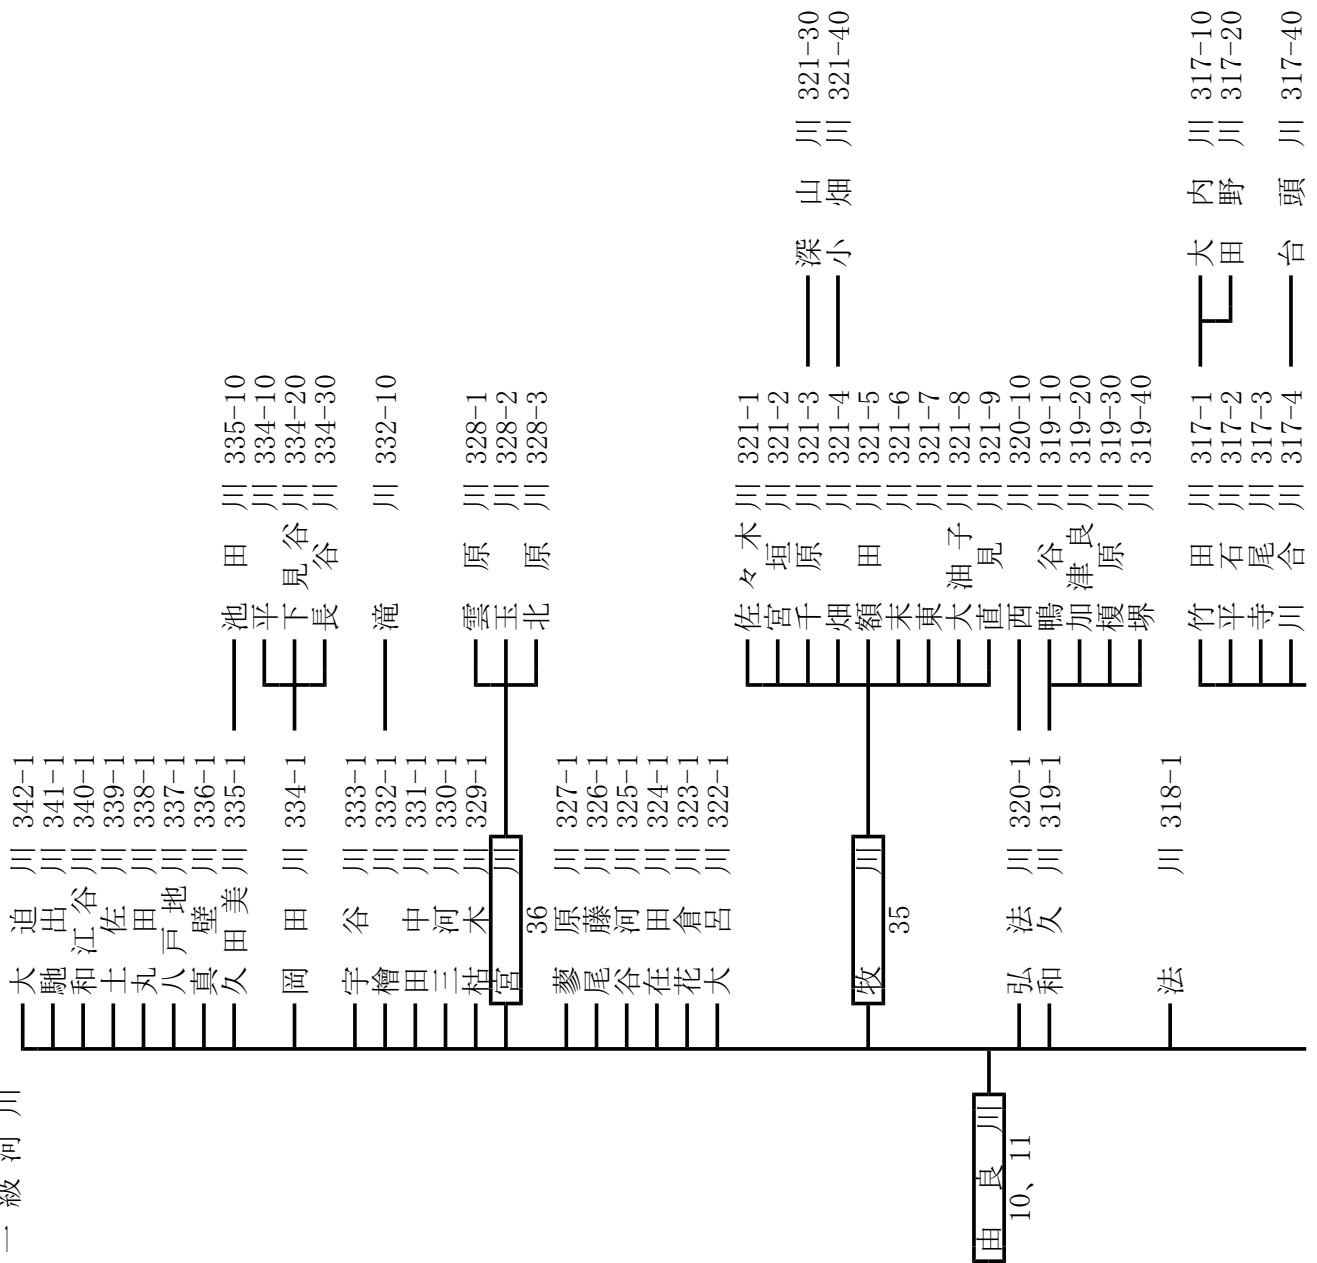 一級河川
由良川
10、11
大迫川 342-1
馳出川 341-1
和江谷川 340-1
土佐川 339-1
丸田川 338-1
八戸地川 337-1
真壁川 336-1
久田美川 335-1
池田川 335-10
岡田川 334-1
平川 334-10
下見谷川 334-20
長谷川 334-30
宇谷川 333-1
檜川 332-1
滝川 332-10
田中川 331-1
三河川 330-1
枯木川 329-1
宮川
36
雲原川 328-1
玉川 328-2
北原川 328-3
蓼原川 327-1
尾藤川 326-1
谷河川 325-1
在田川 324-1
花倉川 323-1
大呂川 322-1
牧川
35
佐々木川 321-1
宮垣川 321-2
千原川 321-3
深山川 321-30
畑川 321-4
小畑川 321-40
額田川 321-5
末川 321-6
東川 321-7
大油子川 321-8
直見川 321-9
弘法川 320-1
西川 320-10
和久川 319-1
鴨谷川 319-10
加津良川 319-20
榎原川 319-30
堺川 319-40
法川 318-1
竹田川 317-1
大内川 317-10
田野川 317-20
平石川 317-2
寺尾川 317-3
川合川 317-4
台頭川 317-40